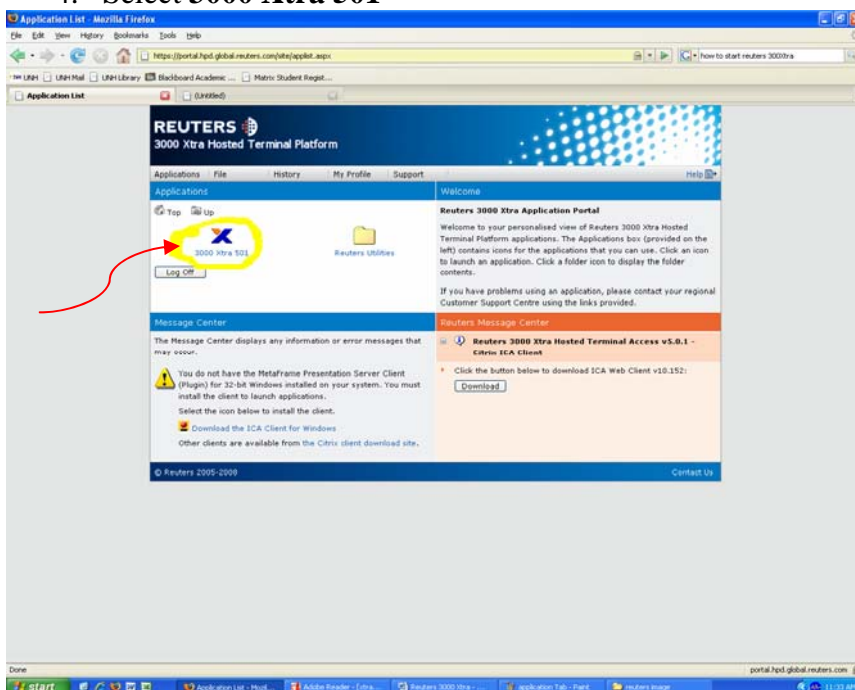 4. Select 3000 Xtra 501
Application List - Mozilla Firefox
File Edit View History Bookmarks Tools Help
https://portal.hpd.global.reuters.com/site/applist.aspx
how to start reuters 3000xtra
UNH UNH Mail UNH Library Blackboard Academic ... Matrix Student Regist...
Application List (Untitled)
REUTERS
3000 Xtra Hosted Terminal Platform
Applications File History My Profile Support Help
Applications
Top Up
3000 Xtra 501 Reuters Utilities
Log Off
Welcome
Reuters 3000 Xtra Application Portal
Welcome to your personalised view of Reuters 3000 Xtra Hosted
Terminal Platform applications. The Applications box (provided on the
left) contains icons for the applications that you can use. Click an icon
to launch an application. Click a folder icon to display the folder
contents.
If you have problems using an application, please contact your regional
Customer Support Centre using the links provided.
Message Center
The Message Center displays any information or error messages that
may occur.
You do not have the MetaFrame Presentation Server Client
(Plugin) for 32-bit Windows installed on your system. You must
install the client to launch applications.
Select the icon below to install the client.
Download the ICA Client for Windows
Other clients are available from the Citrix client download site.
Reuters Message Center
Reuters 3000 Xtra Hosted Terminal Access v5.0.1 -
Citrix ICA Client
Click the button below to download ICA Web Client v10.152:
Download
© Reuters 2005-2008 Contact Us
Done portal.hpd.global.reuters.com
start Application List - Mozil... Adobe Reader - [xtra... Reuters 3000 Xtra - ... application Tab - Paint reuters image 11:33 AM